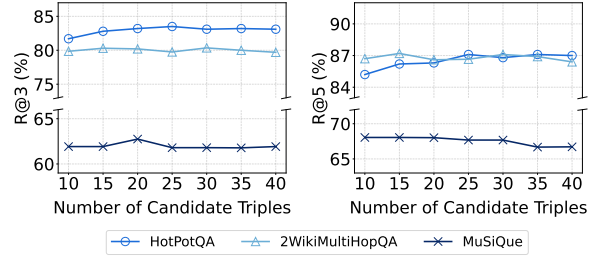 R@3 (%)
85
80
75
65
60
10 15 20 25 30 35 40
Number of Candidate Triples
R@5 (%)
90
87
84
70
65
10 15 20 25 30 35 40
Number of Candidate Triples
HotPotQA 2WikiMultiHopQA MuSiQue